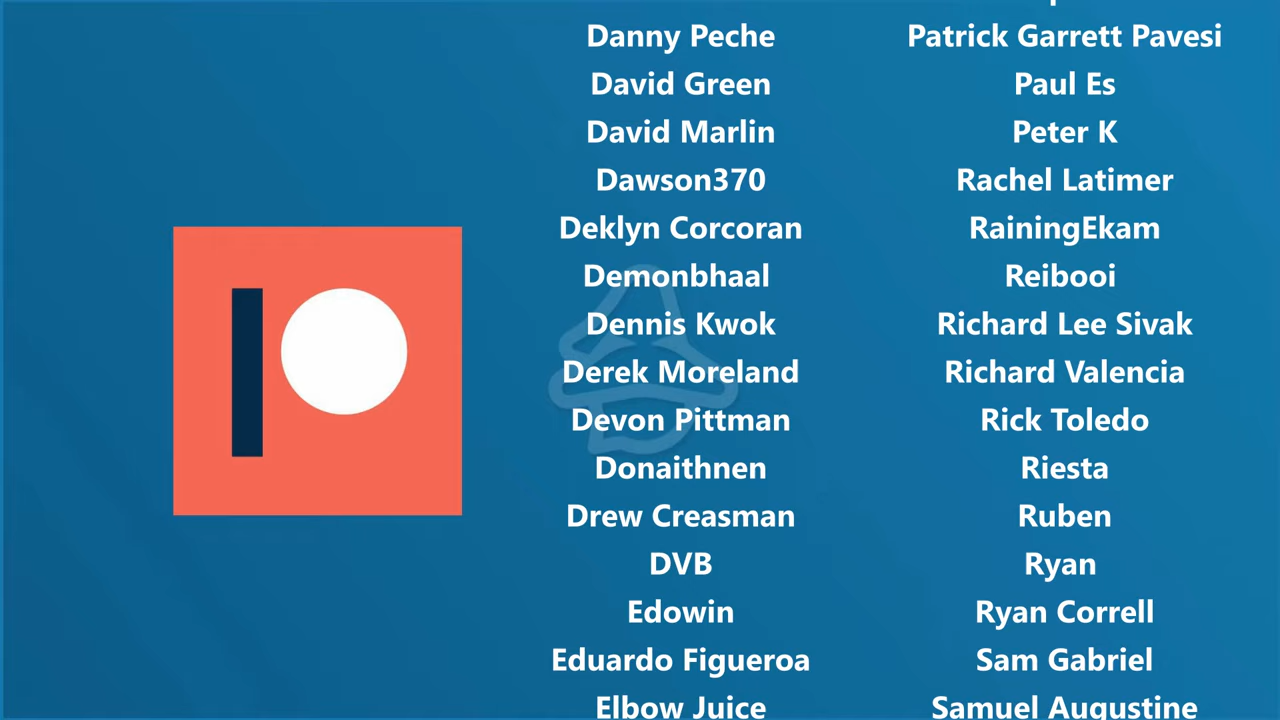 Danny Peche
David Green
David Marlin
Dawson370
Deklyn Corcoran
Demonbhaal
Dennis Kwok
Derek Moreland
Devon Pittman
Donaithnen
Drew Creasman
DVB
Edowin
Eduardo Figueroa
Elbow Juice
Patrick Garrett Pavesi
Paul Es
Peter K
Rachel Latimer
RainingEkam
Reibooi
Richard Lee Sivak
Richard Valencia
Rick Toledo
Riesta
Ruben
Ryan
Ryan Correll
Sam Gabriel
Samuel Augustine